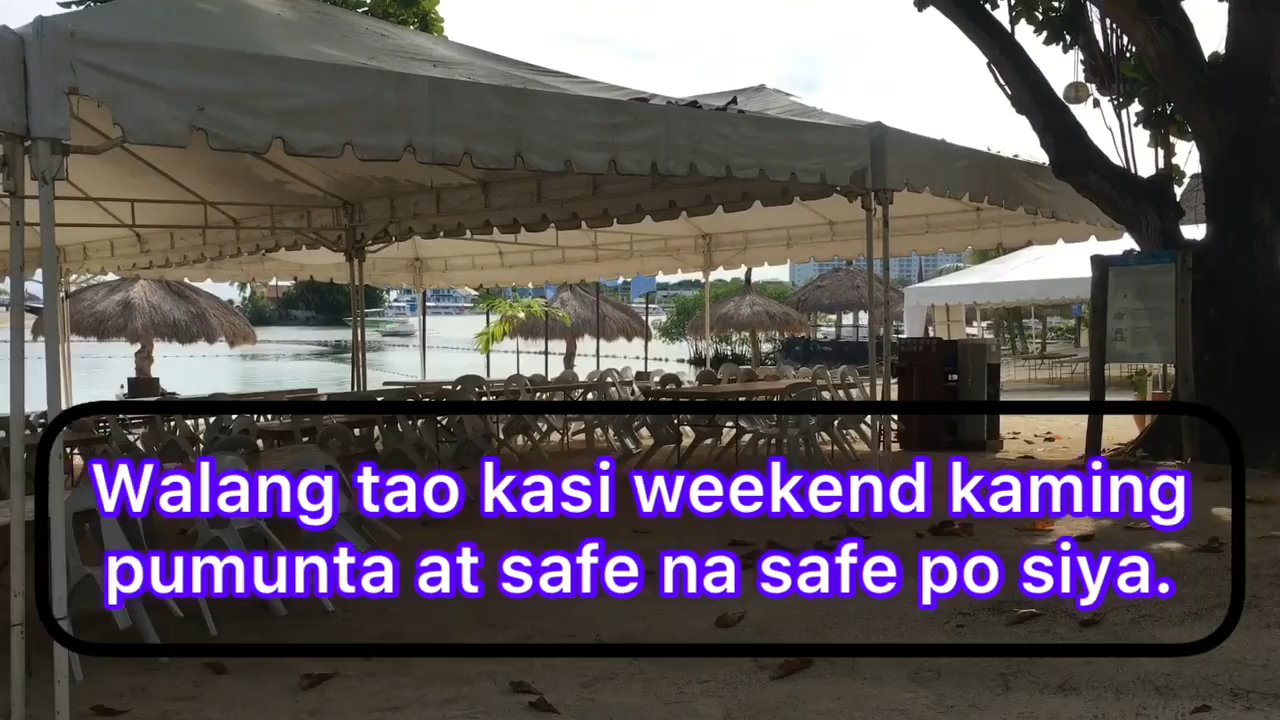 Walang tao kasi weekend kaming
pumunta at safe na safe po siya.